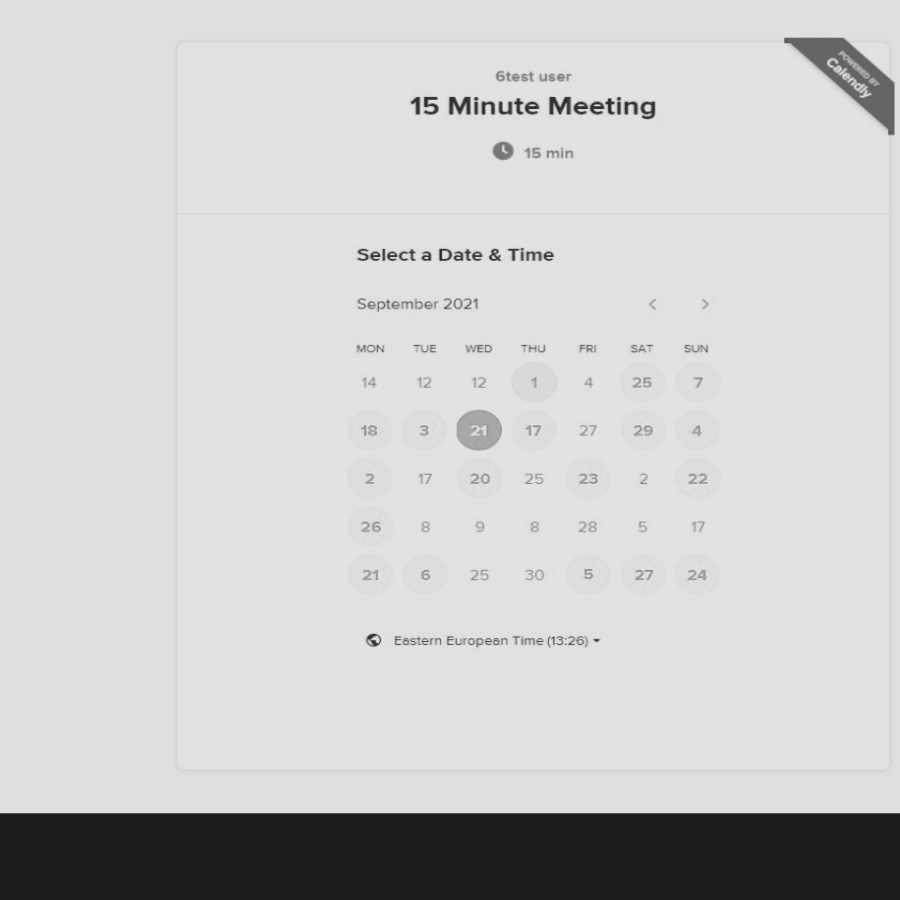 POWERED BY
Calendly
6test user
15 Minute Meeting
15 min
Select a Date & Time
September 2021
MON TUE WED THU FRI SAT SUN
14 12 12 1 4 25 7
18 3 21 17 27 29 4
2 17 20 25 23 2 22
26 8 9 8 28 5 17
21 6 25 30 5 27 24
Eastern European Time (13:26)